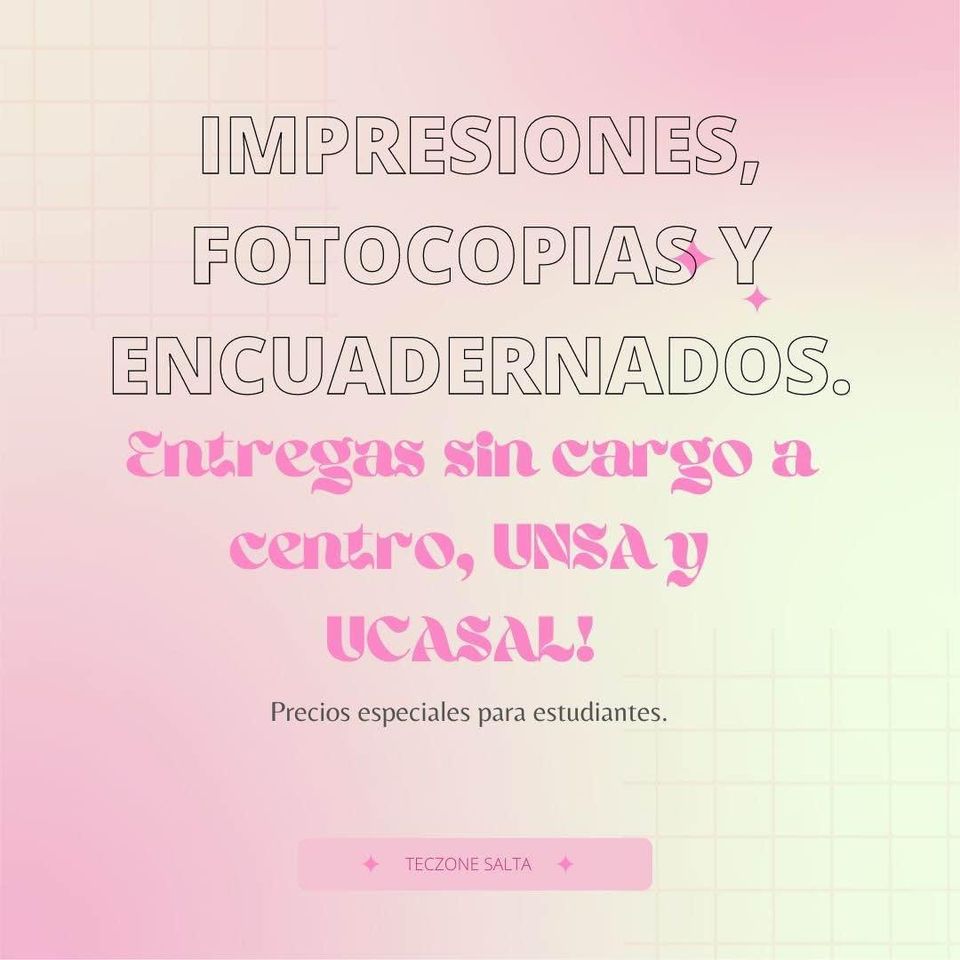 IMPRESIONES,
FOTOCOPIAS Y
ENCUADERNADOS.
Entregas sin cargo a
centro, UNSA y
UCASAL!
Precios especiales para estudiantes.
TECZONE SALTA